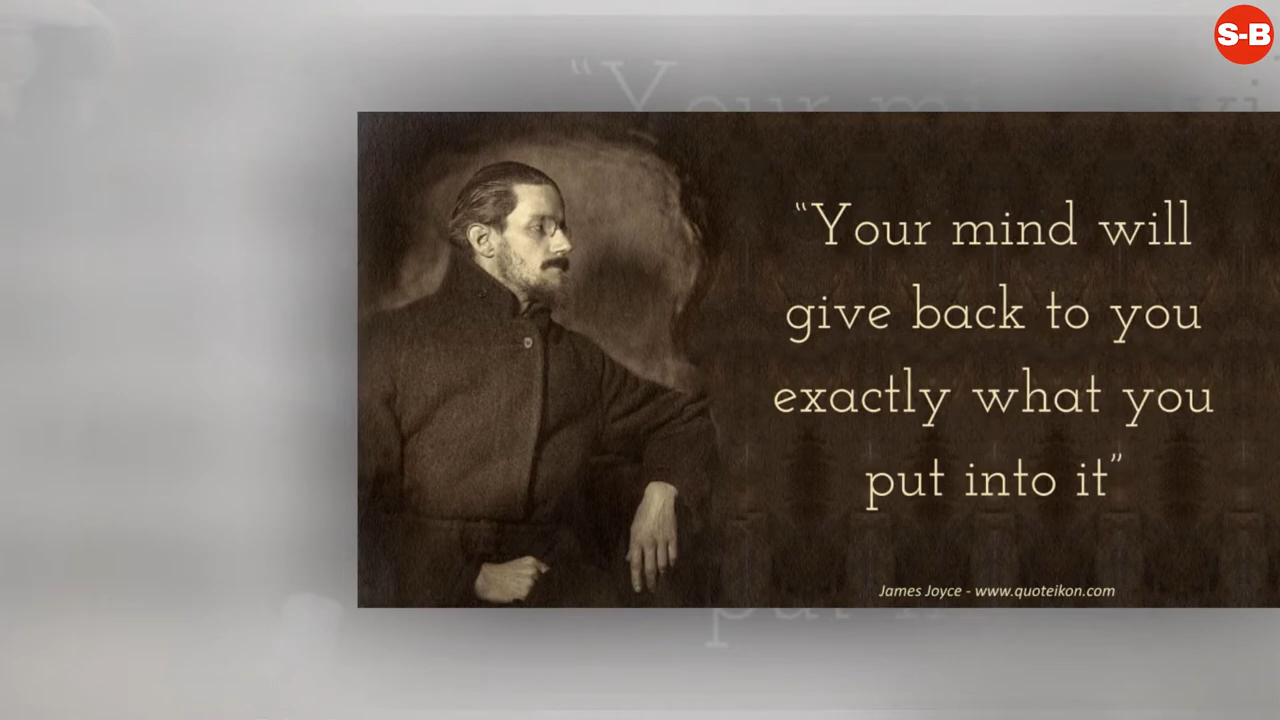 S-B
“Your mind will
give back to you
exactly what you
put into it”
James Joyce - www.quoteikon.com